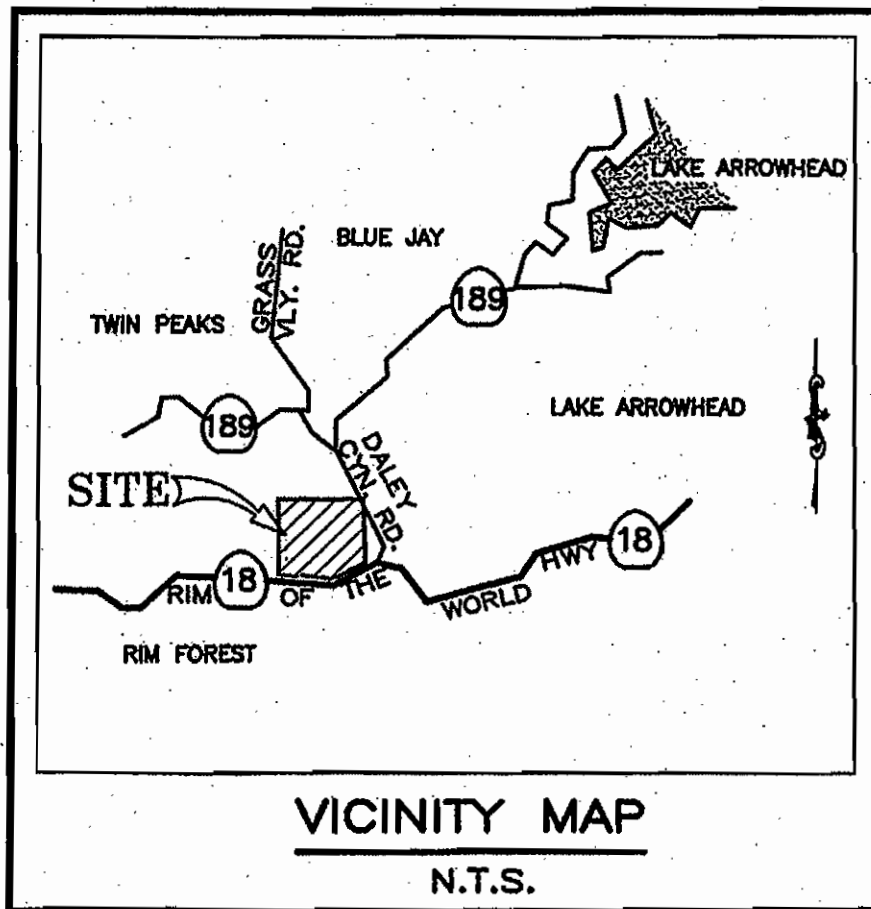 LAKE ARROWHEAD
BLUE JAY
GRASS
VLY. RD.
189
TWIN PEAKS
LAKE ARROWHEAD
189
DALEY
CYN. RD.
SITE
18
RIM 18 OF THE WORLD HWY
RIM FOREST
VICINITY MAP
N.T.S.